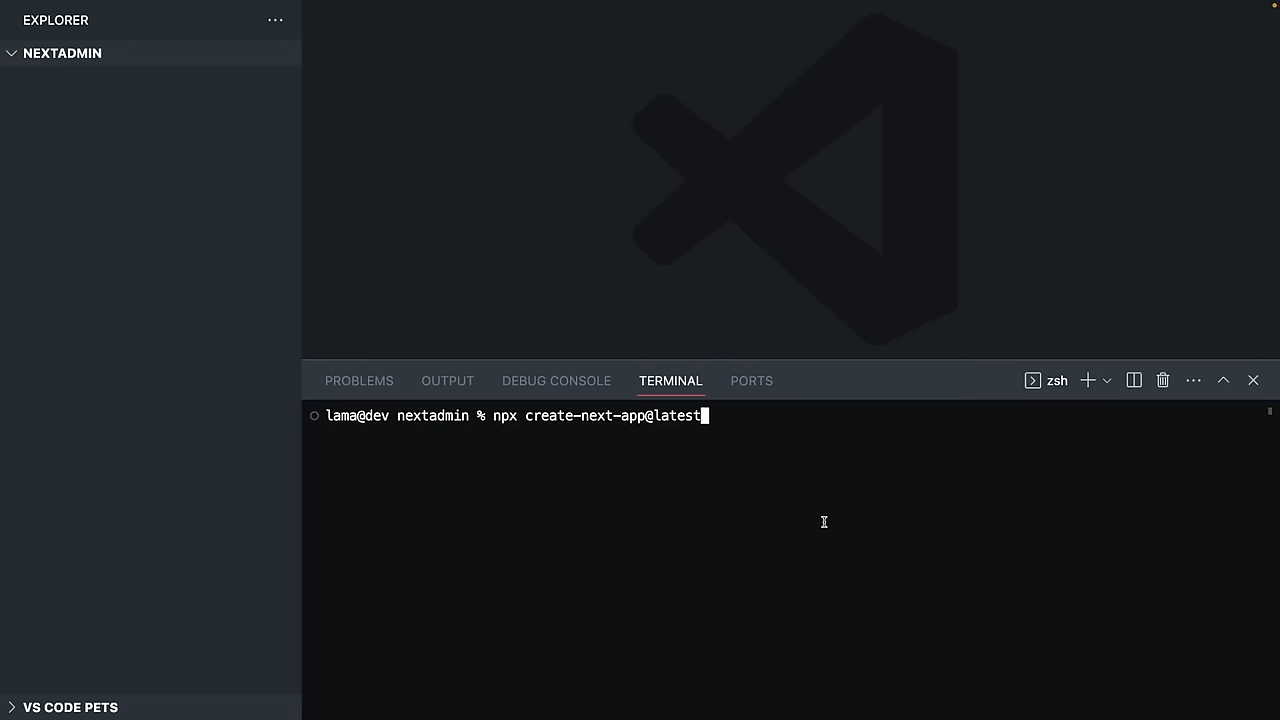 EXPLORER
NEXTADMIN
PROBLEMS OUTPUT DEBUG CONSOLE TERMINAL PORTS zsh
lama@dev nextadmin % npx create-next-app@latest
VS CODE PETS